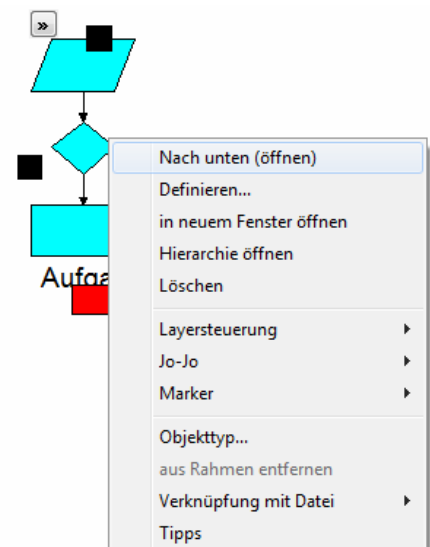 »
Nach unten (öffnen)
Definieren...
in neuem Fenster öffnen
Hierarchie öffnen
Löschen
Aufga
Layersteuerung
Jo-Jo
Marker
Objekttyp...
aus Rahmen entfernen
Verknüpfung mit Datei
Tipps